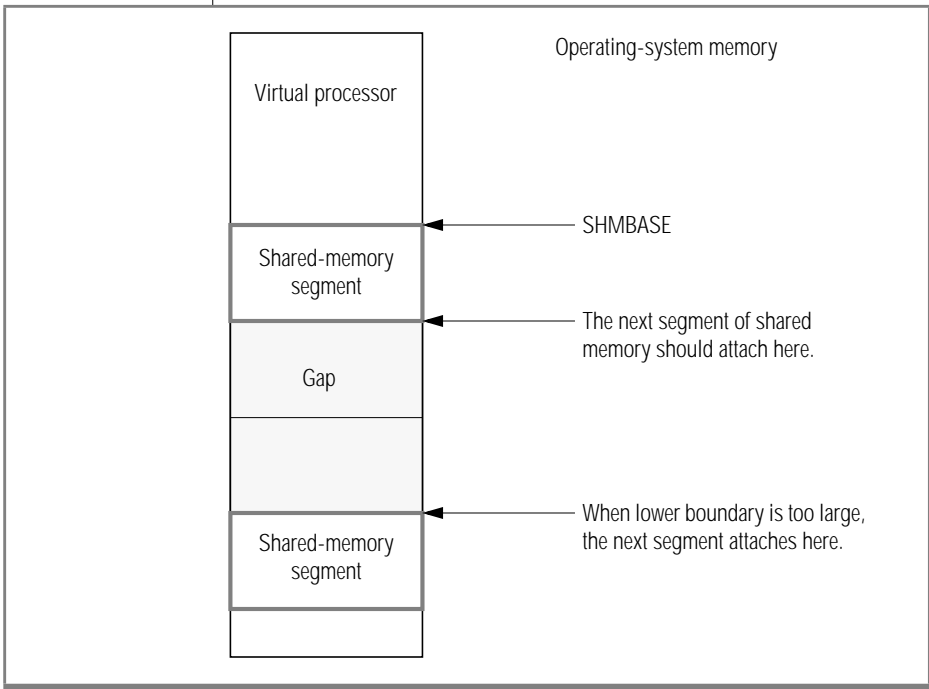 Operating-system memory
Virtual processor
SHMBASE
Shared-memory
segment
The next segment of shared
memory should attach here.
Gap
When lower boundary is too large,
the next segment attaches here.
Shared-memory
segment